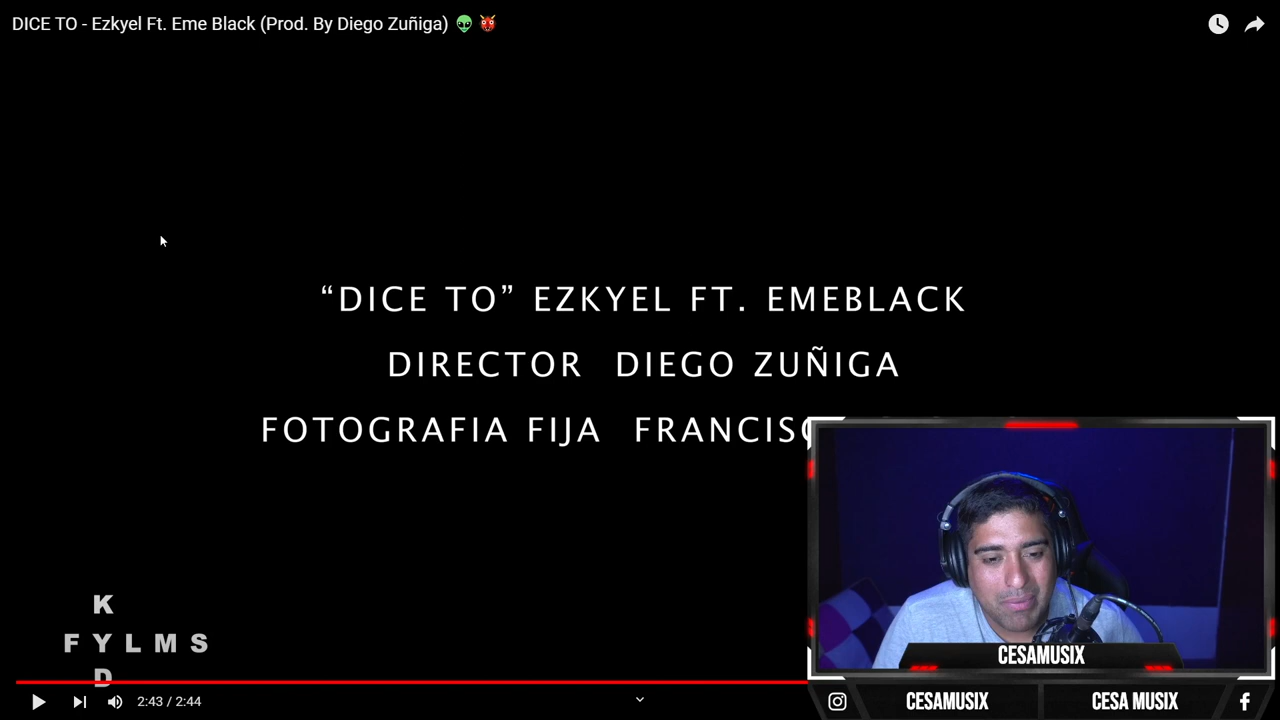 DICE TO - Ezkyel Ft. Eme Black (Prod. By Diego Zuñiga) 👽 👹
“DICE TO” EZKYEL FT. EMEBLACK
DIRECTOR DIEGO ZUÑIGA
FOTOGRAFIA FIJA
K
FYLMS
D
2:43 / 2:44
CESAMUSIX
CESAMUSIX
CESA MUSIX